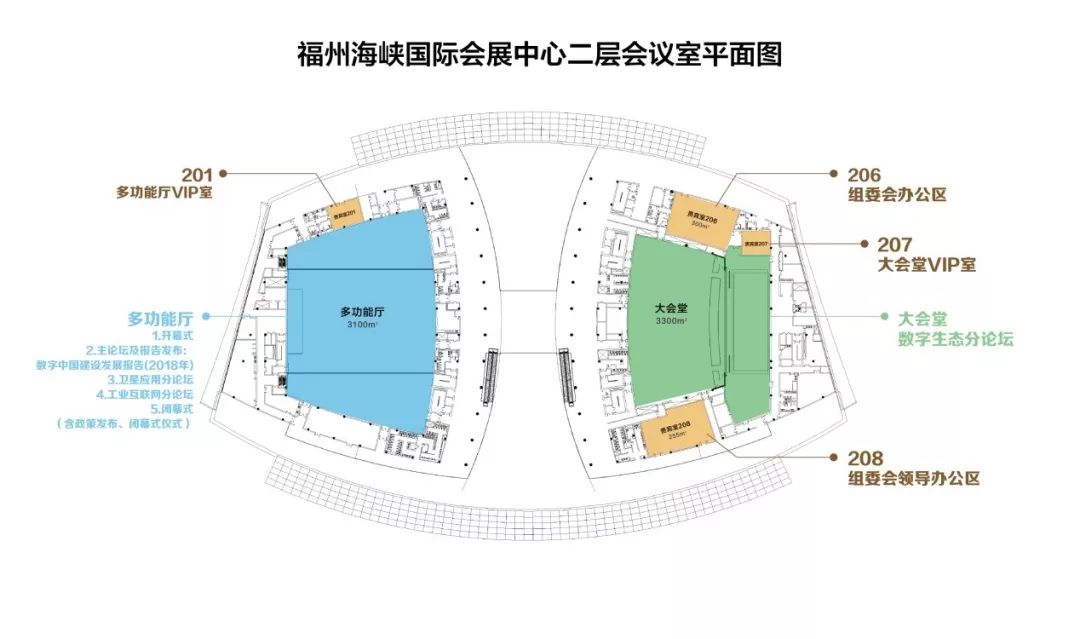 福州海峡国际会展中心二层会议室平面图
201
多功能厅VIP室
贵宾室201
206
组委会办公区
贵宾室206
300m²
207
大会堂VIP室
贵宾室207
多功能厅
1.开幕式
2.主论坛及报告发布:
数字中国建设发展报告(2018年)
3.卫星应用分论坛
4.工业互联网分论坛
5.闭幕式
(含政策发布、闭幕式仪式)
多功能厅
3100m²
大会堂
3300m²
大会堂
数字生态分论坛
贵宾室208
255m²
208
组委会领导办公区